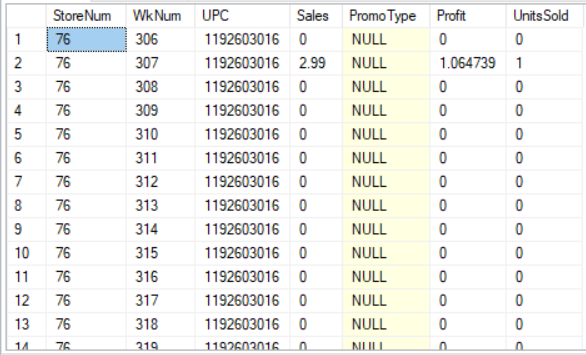 StoreNum WkNum UPC Sales PromoType Profit UnitsSold
1 76 306 1192603016 0 NULL 0 0
2 76 307 1192603016 2.99 NULL 1.064739 1
3 76 308 1192603016 0 NULL 0 0
4 76 309 1192603016 0 NULL 0 0
5 76 310 1192603016 0 NULL 0 0
6 76 311 1192603016 0 NULL 0 0
7 76 312 1192603016 0 NULL 0 0
8 76 313 1192603016 0 NULL 0 0
9 76 314 1192603016 0 NULL 0 0
10 76 315 1192603016 0 NULL 0 0
11 76 316 1192603016 0 NULL 0 0
12 76 317 1192603016 0 NULL 0 0
13 76 318 1192603016 0 NULL 0 0
14 76 319 1192603016 0 NULL 0 0